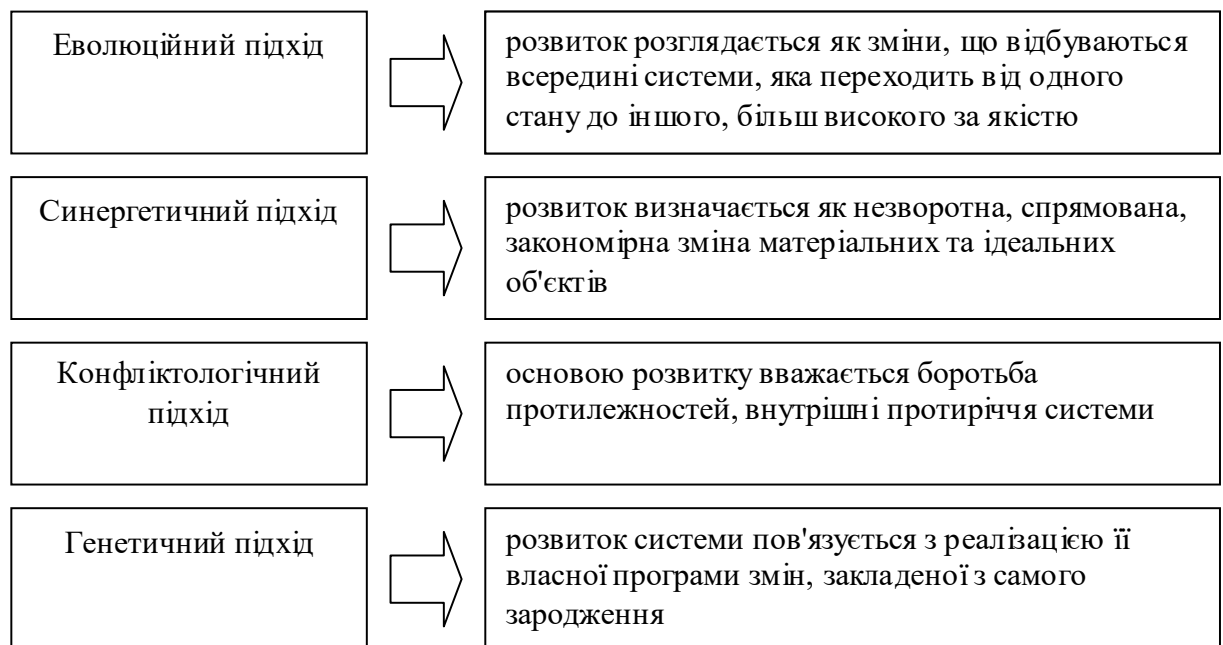 Еволюційний підхід
розвиток розглядається як зміни, що відбуваються
всередині системи, яка переходить від одного
стану до іншого, більш високого за якістю
Синергетичний підхід
розвиток визначається як незворотна, спрямована,
закономірна зміна матеріальних та ідеальних
об'єктів
Конфліктологічний
підхід
основою розвитку вважається боротьба
протилежностей, внутрішні протиріччя системи
Генетичний підхід
розвиток системи пов'язується з реалізацією її
власної програми змін, закладеної з самого
зародження